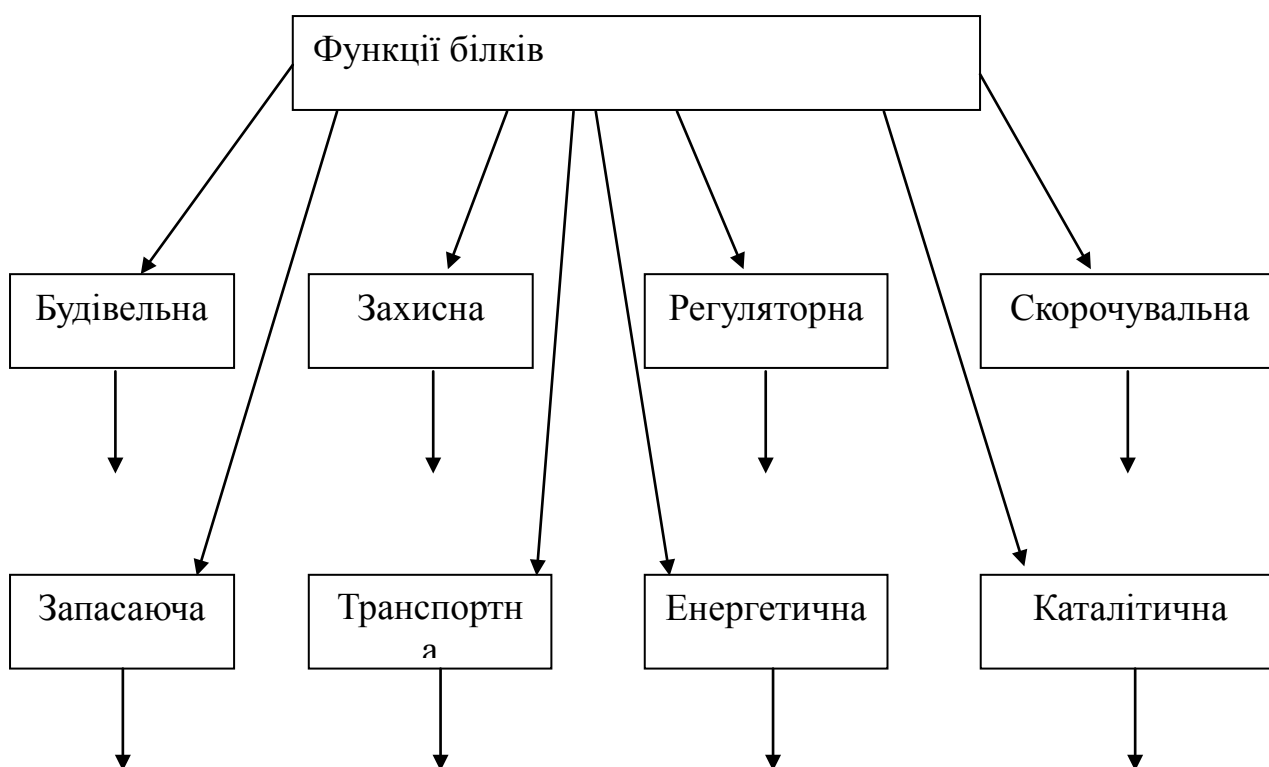 Функції білків
Будівельна
Захисна
Регуляторна
Скорочувальна
Запасаюча
Транспортн
а
Енергетична
Каталітична